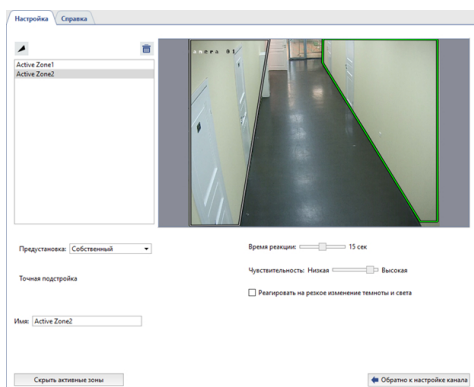 Настройка Справка
Active Zone1
Active Zone2
Предустановка: Собственный
Время реакции: 15 сек
Чувствительность: Низкая Высокая
Точная подстройка
Реагировать на резкое изменение темноты и света
Имя: Active Zone2
Скрыть активные зоны
Обратно к настройке канала